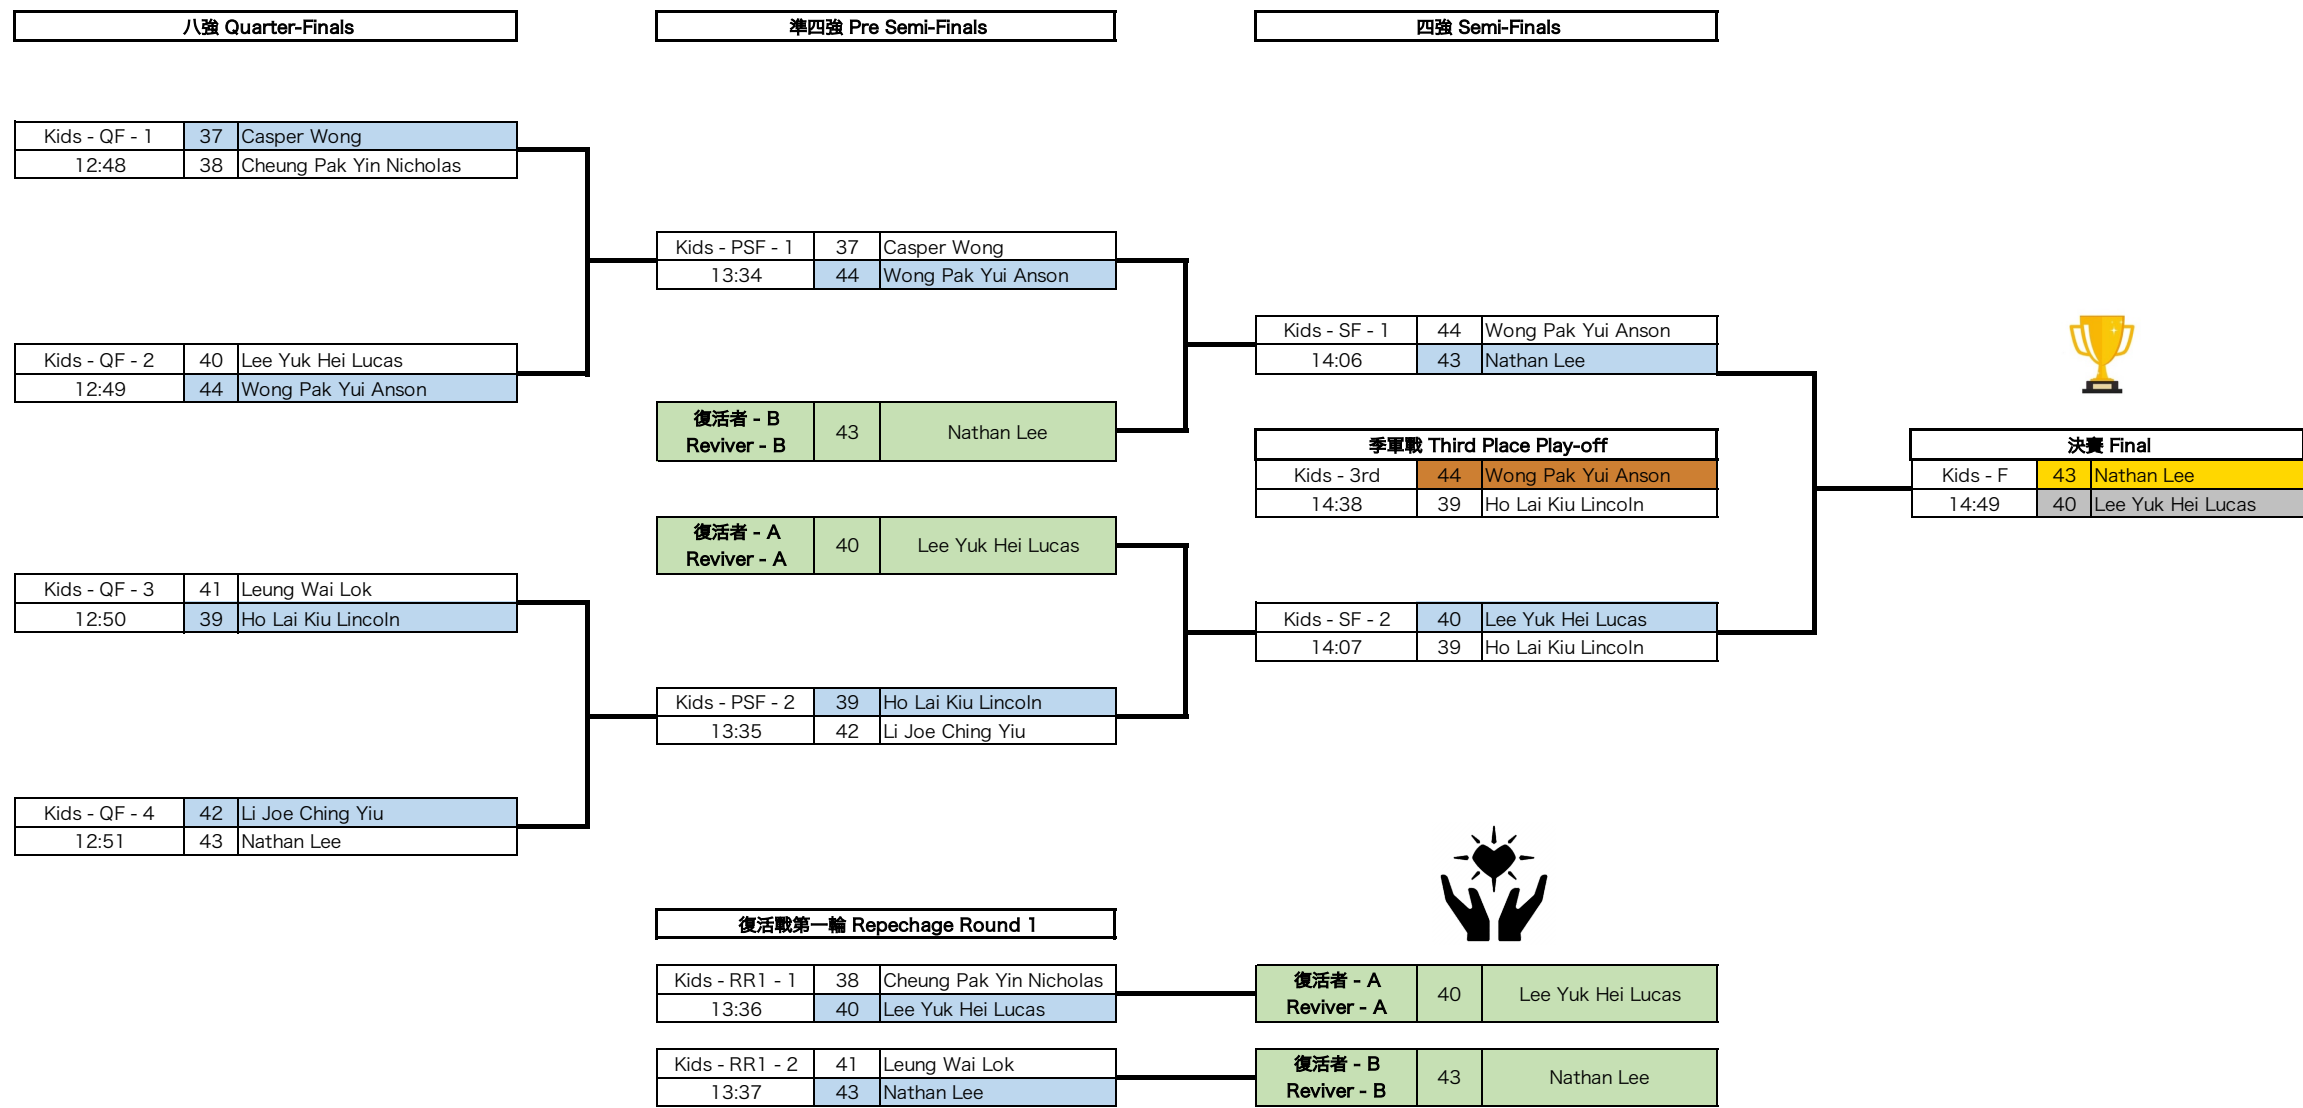 八強 Quarter-Finals
準四強 Pre Semi-Finals
四強 Semi-Finals
Kids - QF - 1 37 Casper Wong
12:48 38 Cheung Pak Yin Nicholas
Kids - QF - 2 40 Lee Yuk Hei Lucas
12:49 44 Wong Pak Yui Anson
Kids - QF - 3 41 Leung Wai Lok
12:50 39 Ho Lai Kiu Lincoln
Kids - QF - 4 42 Li Joe Ching Yiu
12:51 43 Nathan Lee
Kids - PSF - 1 37 Casper Wong
13:34 44 Wong Pak Yui Anson
復活者 - B
Reviver - B
43 Nathan Lee
復活者 - A
Reviver - A
40 Lee Yuk Hei Lucas
Kids - PSF - 2 39 Ho Lai Kiu Lincoln
13:35 42 Li Joe Ching Yiu
Kids - SF - 1 44 Wong Pak Yui Anson
14:06 43 Nathan Lee
季軍戰 Third Place Play-off
Kids - 3rd 44 Wong Pak Yui Anson
14:38 39 Ho Lai Kiu Lincoln
Kids - SF - 2 40 Lee Yuk Hei Lucas
14:07 39 Ho Lai Kiu Lincoln
決賽 Final
Kids - F 43 Nathan Lee
14:49 40 Lee Yuk Hei Lucas
復活戰第一輪 Repechage Round 1
Kids - RR1 - 1 38 Cheung Pak Yin Nicholas
13:36 40 Lee Yuk Hei Lucas
復活者 - A
Reviver - A
40 Lee Yuk Hei Lucas
Kids - RR1 - 2 41 Leung Wai Lok
13:37 43 Nathan Lee
復活者 - B
Reviver - B
43 Nathan Lee